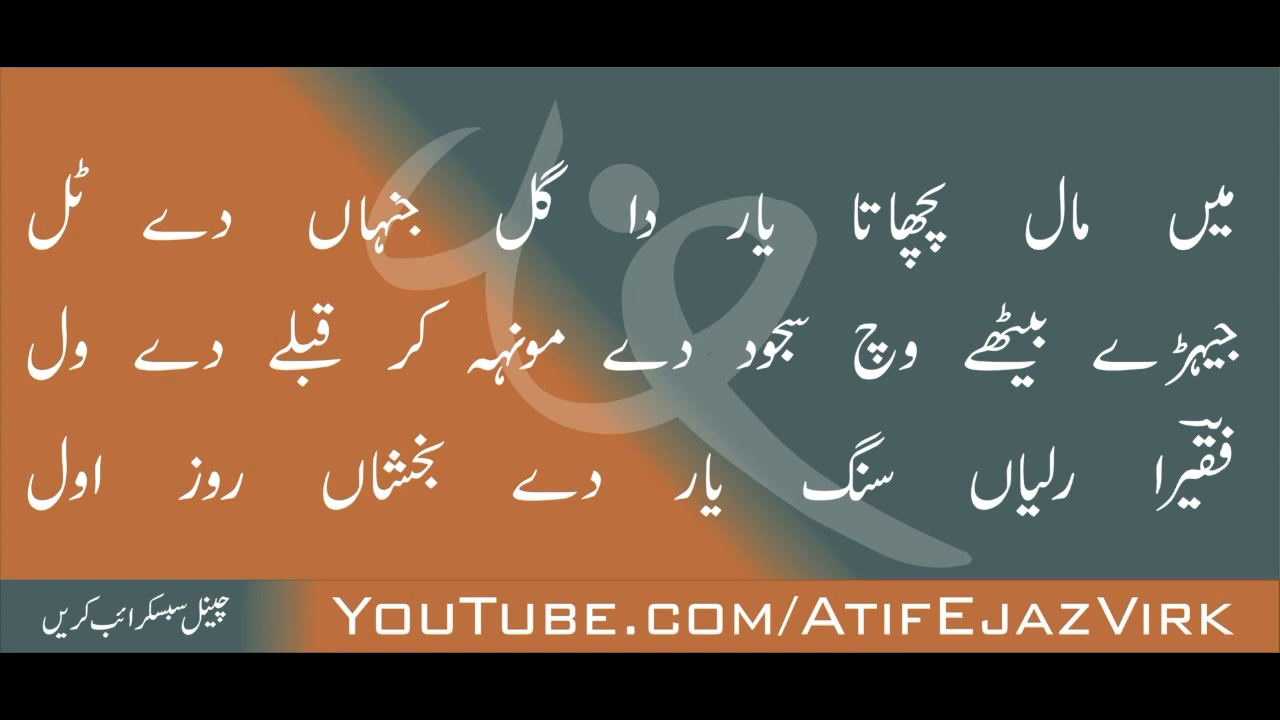 میں مال پچھاتا یار دا گل جنہاں دے ٹل
جیہڑے بیٹھے وچ سجود دے مونہہ کر قبلے دے ول
فقیرؔا رلیاں سنگ یار دے بخشاں روز اول
چینل سبسکرائب کریں YouTube.com/AtifEjazVirk